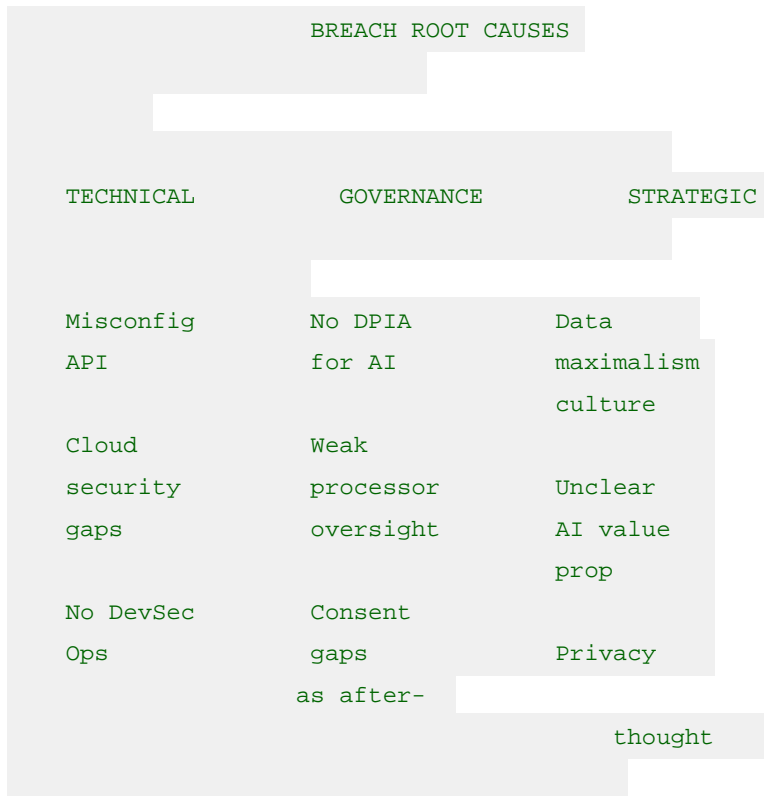 BREACH ROOT CAUSES
TECHNICAL GOVERNANCE STRATEGIC
Misconfig No DPIA Data
API for AI maximalism
culture
Cloud Weak
security processor Unclear
gaps oversight AI value
prop
No DevSec Consent
Ops gaps Privacy
as after-
thought